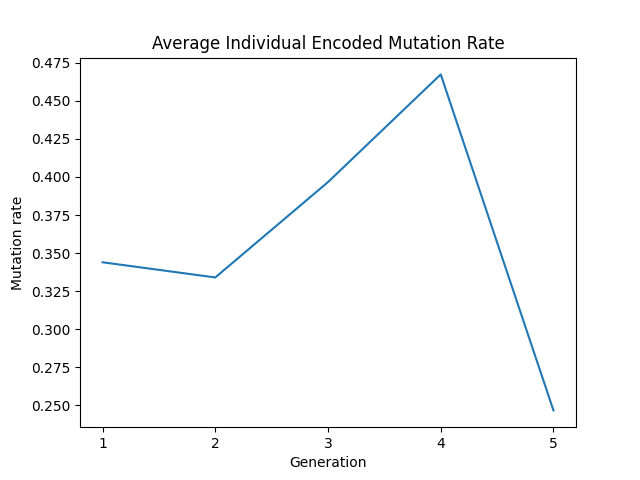 Average Individual Encoded Mutation Rate
0.475
0.450
0.425
0.400
0.375
0.350
0.325
0.300
0.275
0.250
Mutation rate
1 2 3 4 5
Generation